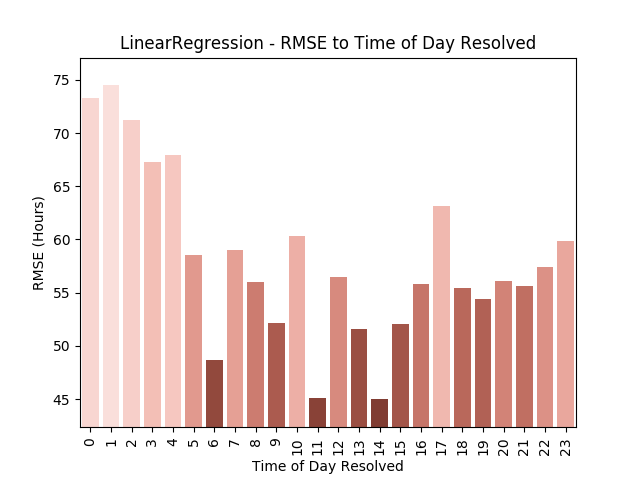 LinearRegression - RMSE to Time of Day Resolved
75
70
65
60
55
50
45
RMSE (Hours)
0 1 2 3 4 5 6 7 8 9 10 11 12 13 14 15 16 17 18 19 20 21 22 23
Time of Day Resolved